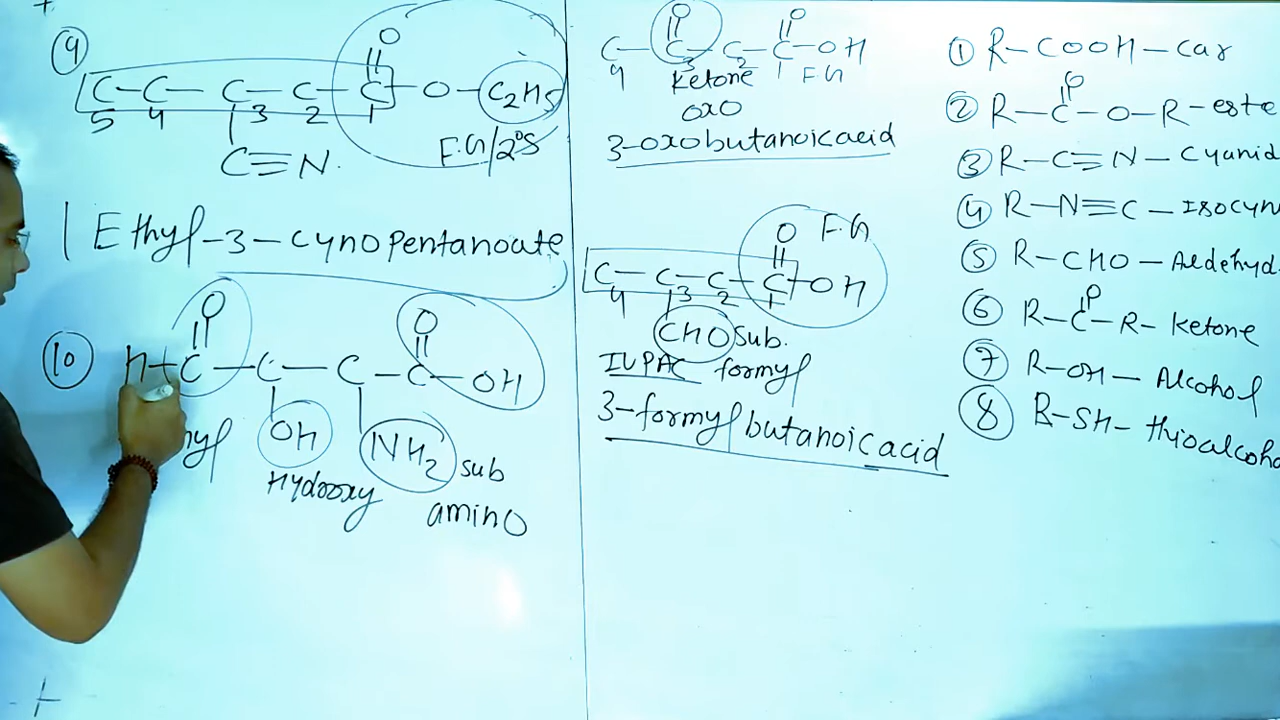 9
O
||
C-C-C-C-C-O-C2H5
5 4 3 2 1
C≡N.
F.G/2°S
| Ethyl-3-cynopentanoate
10
O O
H-C-C-C-C-OH
OH NH2 sub
Hydroxy amino
O O
C-C-C-C-OH
4 3 2 1
Ketone F.G
oxo
3-oxobutanoicacid
O F.G
||
C-C-C-C-OH
4 3 2 1
CHO sub.
IUPAC formyl
3-formylbutanoicacid
① R-COOH-car
O
② R-C-O-R-este
③ R-C≡N-Cyanid
④ R-N≡C-Isocyn
⑤ R-CHO-Aldehyd
O
⑥ R-C-R-Ketone
⑦ R-OH-Alcohol
⑧ R-SH-thioalcoho